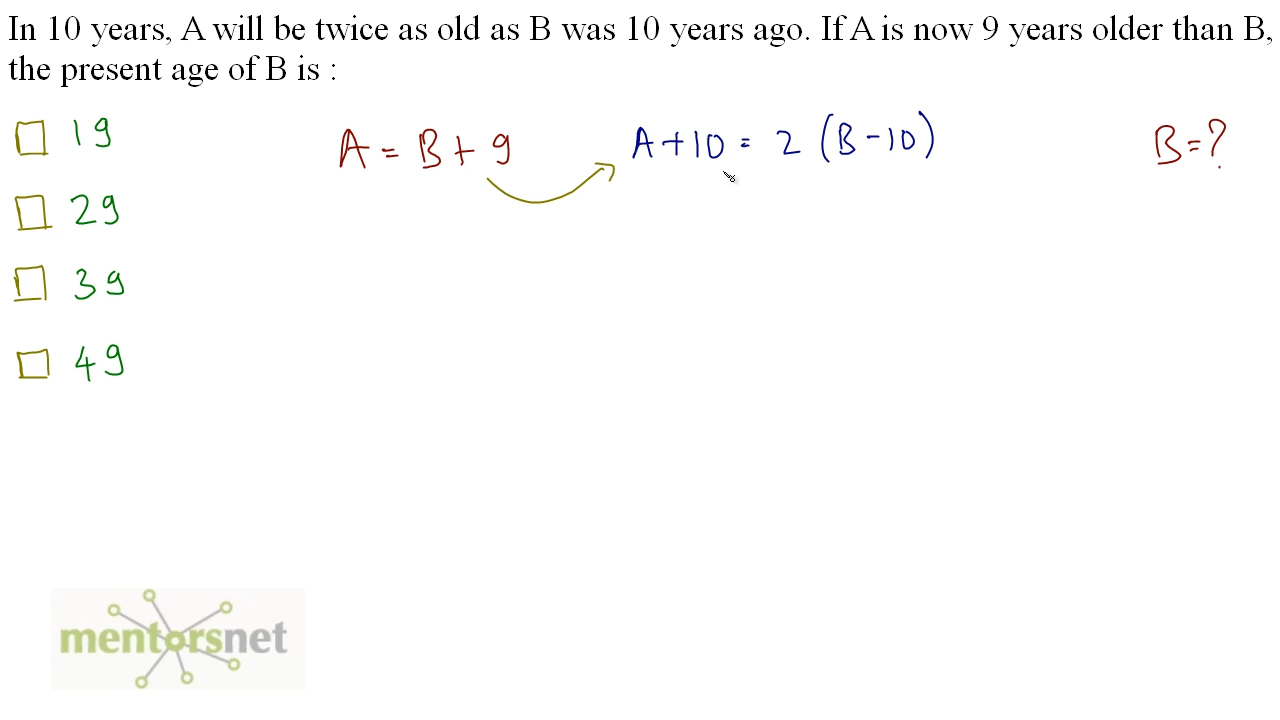 In 10 years, A will be twice as old as B was 10 years ago. If A is now 9 years older than B,
the present age of B is :
19
A = B + 9
A + 10 = 2 (B - 10)
B = ?
29
39
49
mentorsnet